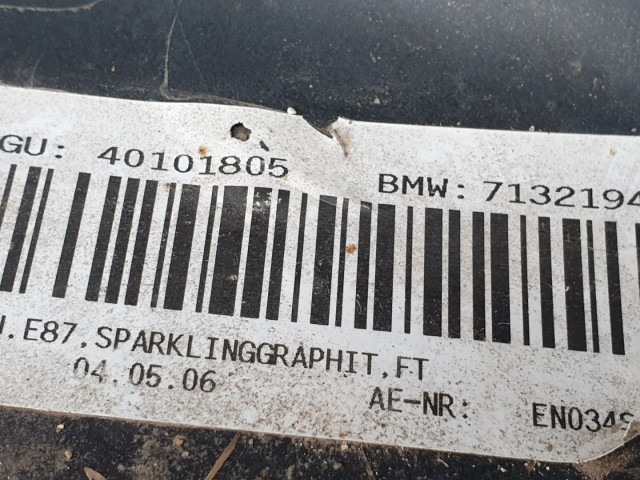 GU: 40101805 BMW: 7132194
.E87.SPARKLINGGRAPHIT,FT
04.05.06 AE-NR: EN0349